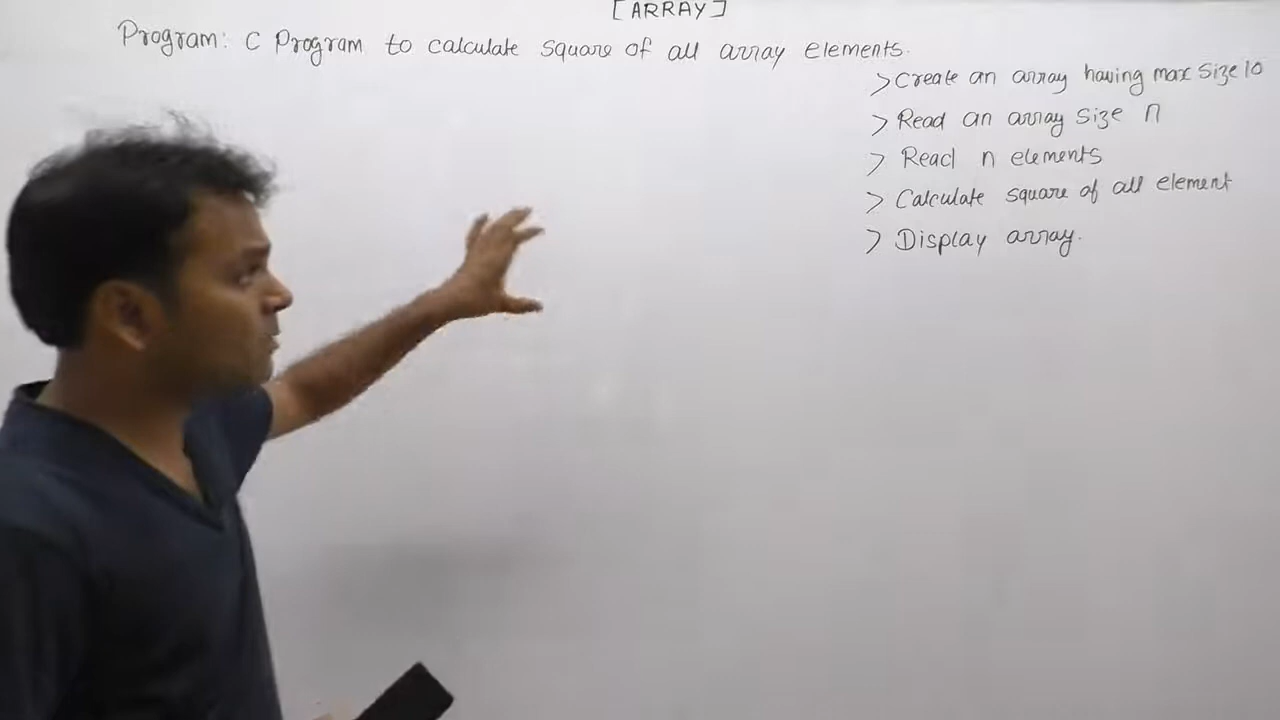 [ARRAY]
Program: C Program to calculate square of all array elements.
> Create an array having max size 10
> Read an array size n
> Read n elements
> Calculate square of all element
> Display array.